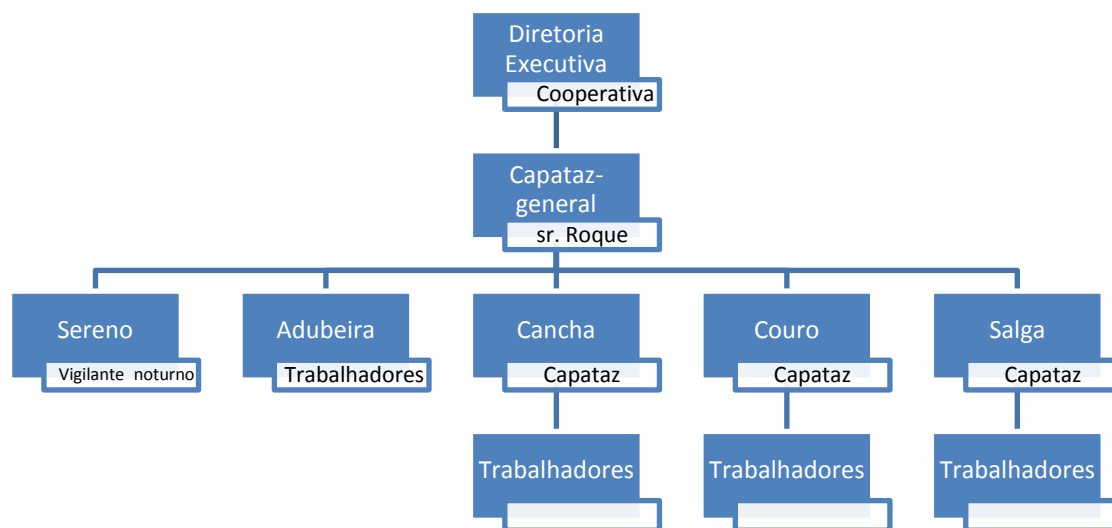 Diretoria
Executiva
Cooperativa
Capataz-
general
sr. Roque
Sereno
Vigilante noturno
Adubeira
Trabalhadores
Cancha
Capataz
Couro
Capataz
Salga
Capataz
Trabalhadores
Trabalhadores
Trabalhadores